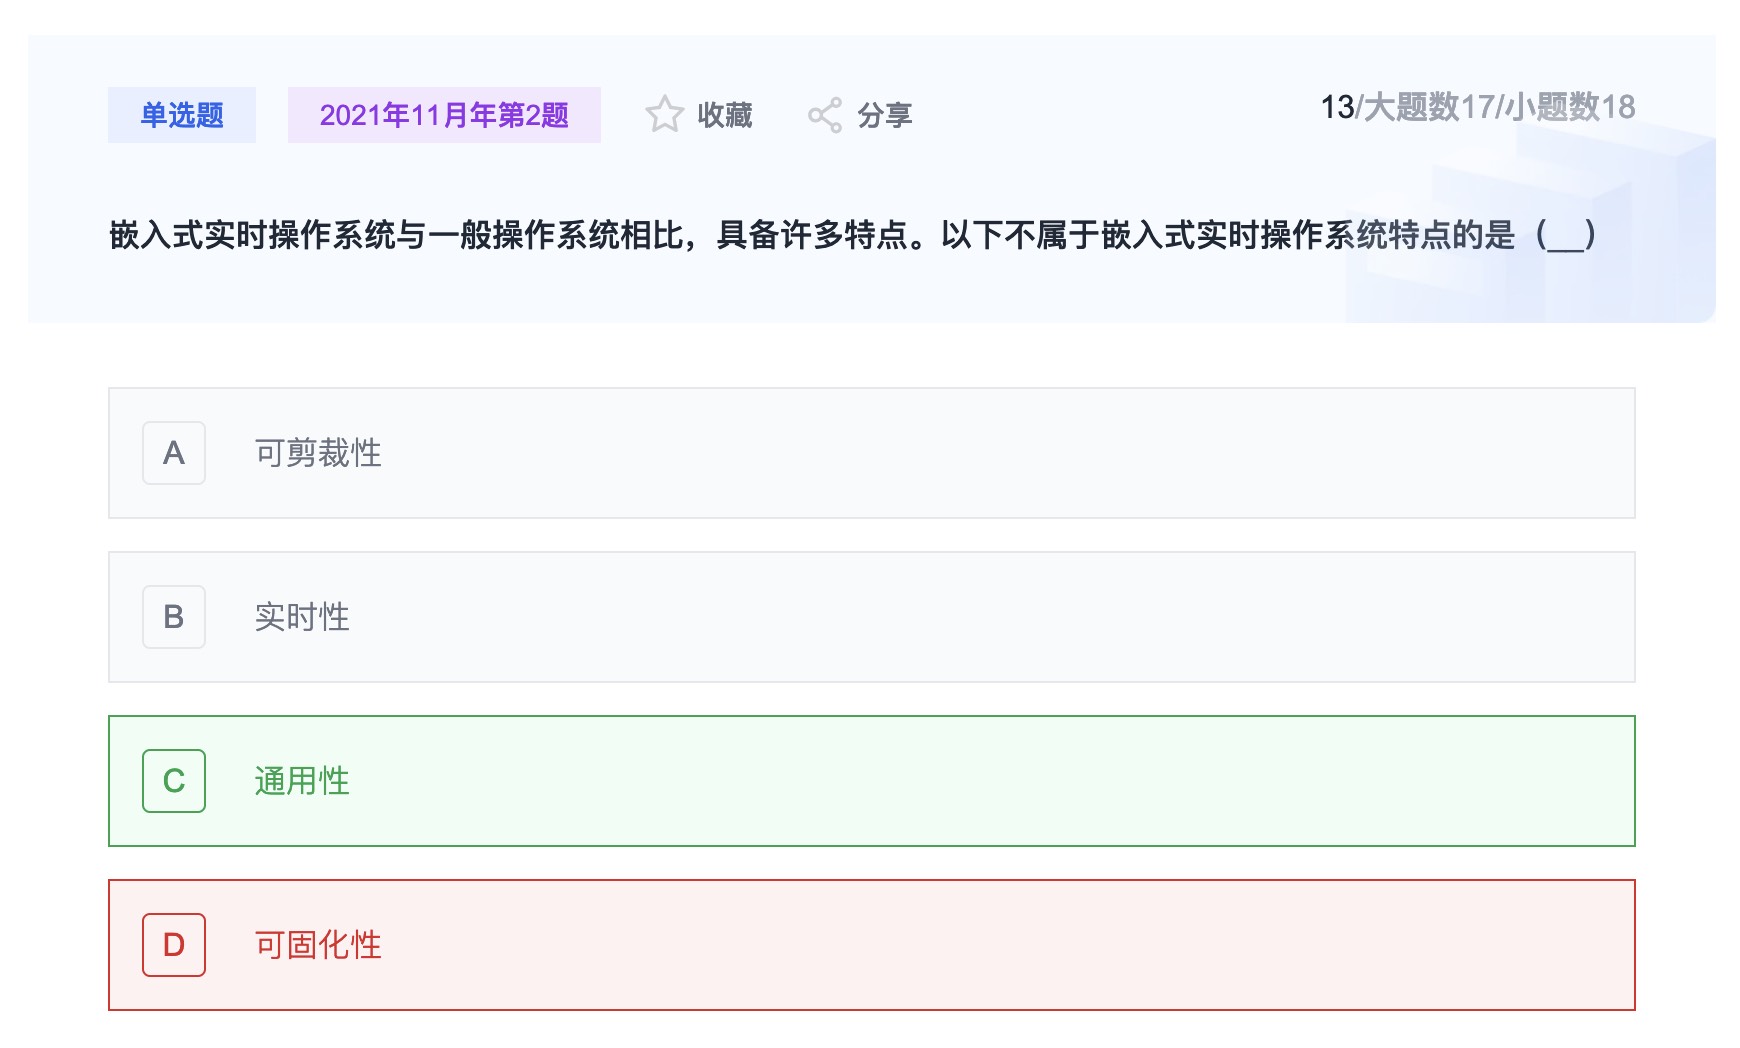 单选题 2021年11月年第2题 收藏 分享 13/大题数17/小题数18
嵌入式实时操作系统与一般操作系统相比，具备许多特点。以下不属于嵌入式实时操作系统特点的是（__）
A 可剪裁性
B 实时性
C 通用性
D 可固化性